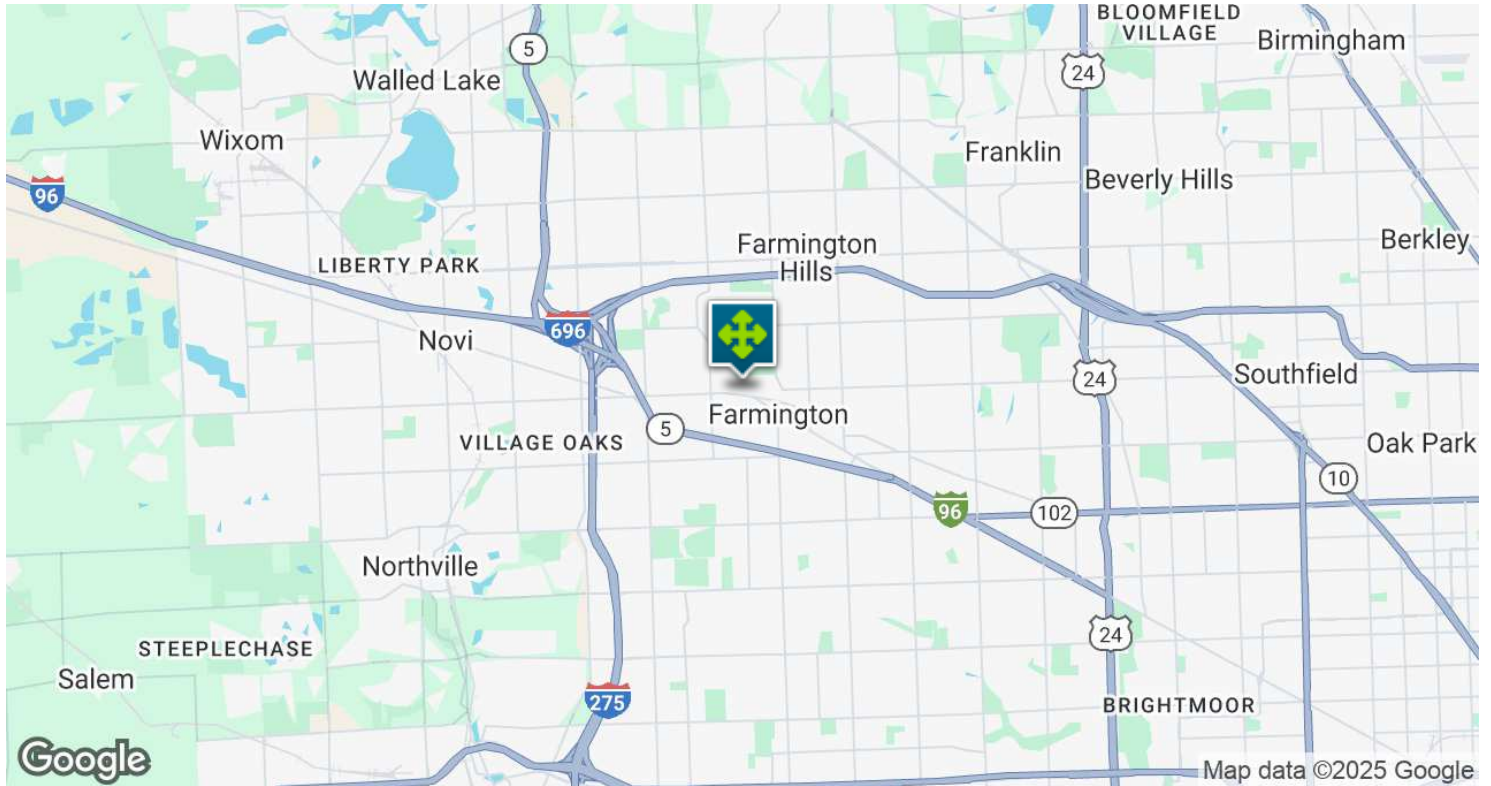 BLOOMFIELD
VILLAGE
Birmingham
5
24
Walled Lake
Wixom
Franklin
Beverly Hills
96
Berkley
Farmington
Hills
LIBERTY PARK
696
Novi
24
Southfield
Farmington
5
VILLAGE OAKS
Oak Park
10
96
102
Northville
24
STEEPLECHASE
Salem
275
BRIGHTMOOR
Google
Map data ©2025 Google